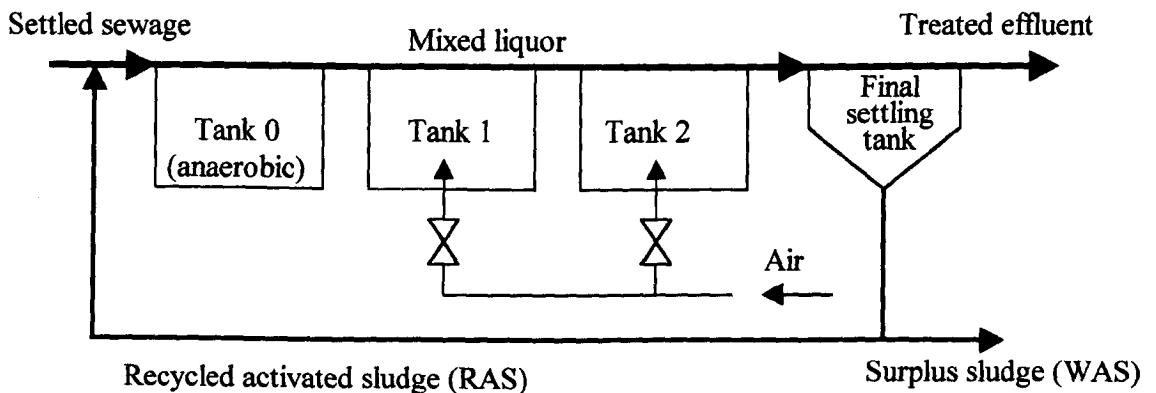 Settled sewage
Mixed liquor
Treated effluent
Tank 0
(anaerobic)
Tank 1
Tank 2
Final
settling
tank
Air
Recycled activated sludge (RAS)
Surplus sludge (WAS)